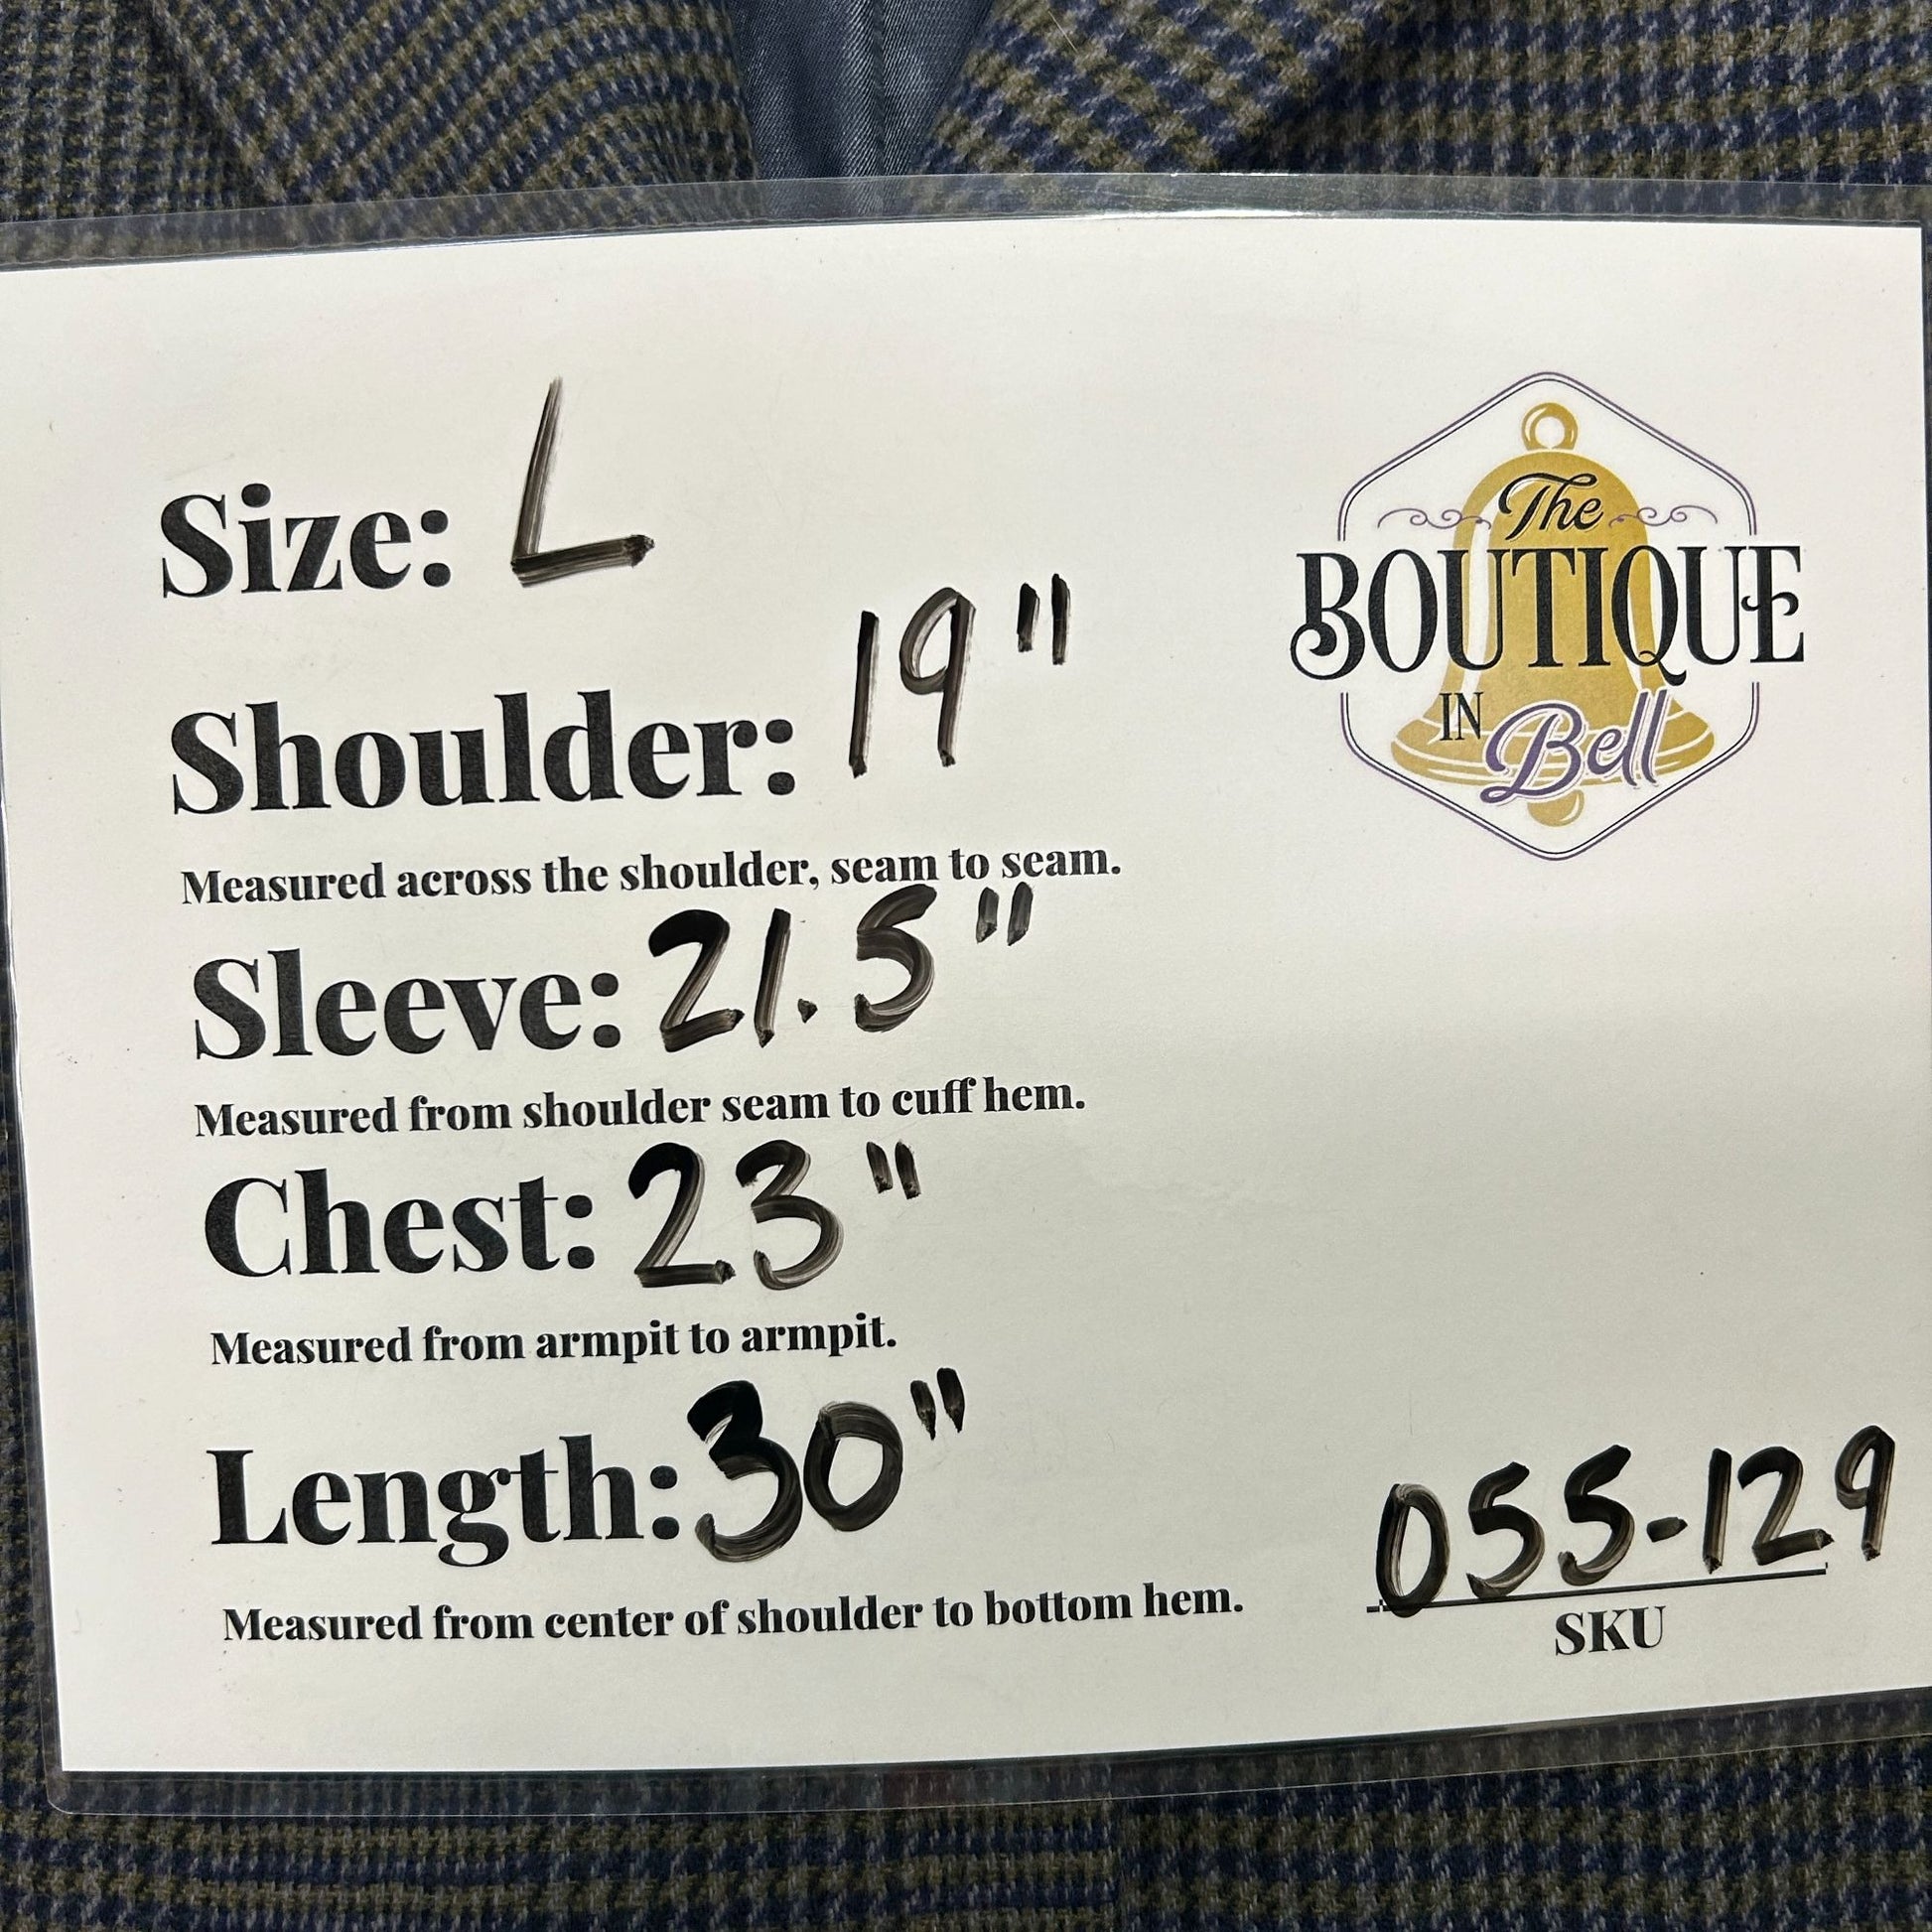 Size: L
The
BOUTIQUE
IN Bell
Shoulder: 19"
Measured across the shoulder, seam to seam.
Sleeve: 21.5"
Measured from shoulder seam to cuff hem.
Chest: 23"
Measured from armpit to armpit.
Length: 30"
Measured from center of shoulder to bottom hem.
055-129
SKU